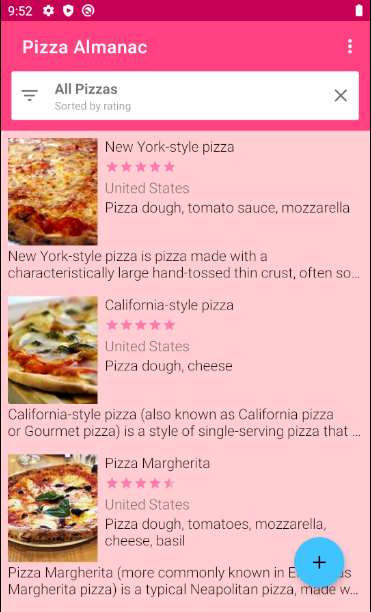 9:52
Pizza Almanac
All Pizzas
Sorted by rating
New York-style pizza
United States
Pizza dough, tomato sauce, mozzarella
New York-style pizza is pizza made with a
characteristically large hand-tossed thin crust, often so...
California-style pizza
United States
Pizza dough, cheese
California-style pizza (also known as California pizza
or Gourmet pizza) is a style of single-serving pizza that ...
Pizza Margherita
United States
Pizza dough, tomatoes, mozzarella,
cheese, basil
Pizza Margherita (more commonly known in E as
Margherita pizza) is a typical Neapolitan pizza, made w...